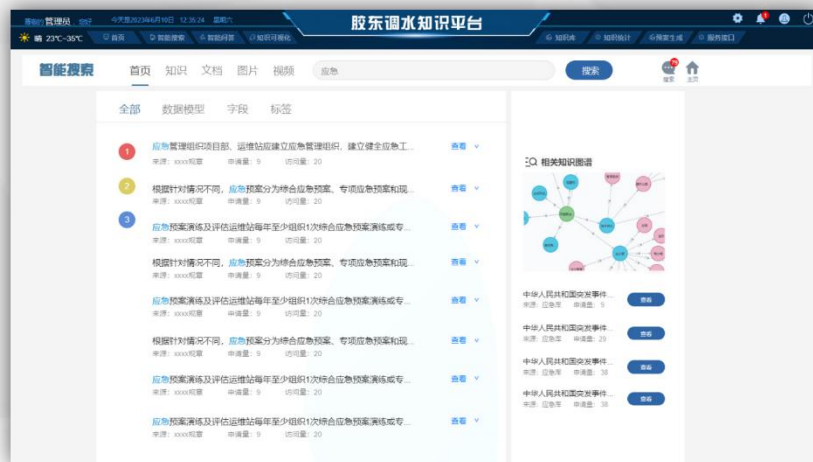 尊敬的管理员，您好 今天是2023年6月10日 12:35:24 星期六
胶东调水知识平台
晴 23℃~35℃ 首页 智能搜索 智能问答 知识可视化 知识库 知识统计 预案生成 服务接口
智能搜索 首页 知识 文档 图片 视频 应急 搜索 搜索 主页
全部 数据模型 字段 标签
1 应急管理组织项目部、运维站应建立应急管理组织，建立健全应急工... 查看
来源：xxxx规章 申请量：9 访问量：20
2 根据针对情况不同，应急预案分为综合应急预案、专项应急预案和现... 查看
来源：xxxx规章 申请量：9 访问量：20
3 应急预案演练及评估运维站每年至少组织1次综合应急预案演练或专... 查看
来源：xxxx规章 申请量：9 访问量：20
根据针对情况不同，应急预案分为综合应急预案、专项应急预案和现... 查看
来源：xxxx规章 申请量：9 访问量：20
应急预案演练及评估运维站每年至少组织1次综合应急预案演练或专... 查看
来源：xxxx规章 申请量：9 访问量：20
根据针对情况不同，应急预案分为综合应急预案、专项应急预案和现... 查看
来源：xxxx规章 申请量：9 访问量：20
应急预案演练及评估运维站每年至少组织1次综合应急预案演练或专... 查看
来源：xxxx规章 申请量：9 访问量：20
应急预案演练及评估运维站每年至少组织1次综合应急预案演练或专... 查看
来源：xxxx规章 申请量：9 访问量：20
相关知识图谱
中华人民共和国突发事件... 查看
来源：应急库 申请量：9
中华人民共和国突发事件... 查看
来源：应急库 申请量：29
中华人民共和国突发事件... 查看
来源：应急库 申请量：38
中华人民共和国突发事件... 查看
来源：应急库 申请量：38